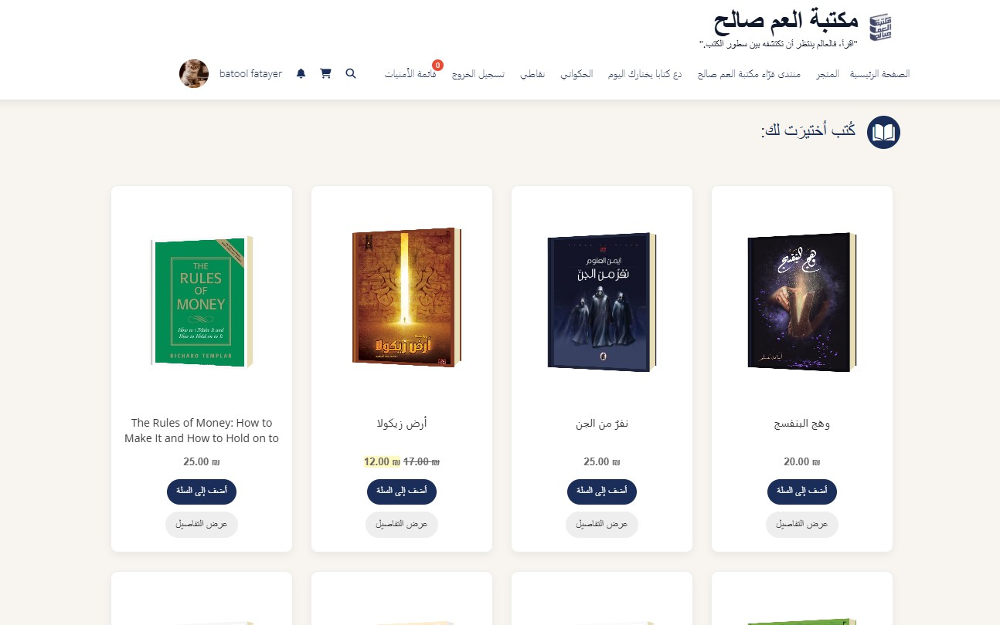 مكتبة العم صالح
مكتبة العم صالح
"اقرأ، فالعالم ينتظر أن تكتشفه بين سطور الكتب."
الصفحة الرئيسية المتجر منتدى قرّاء مكتبة العم صالح دع كتابا يختارك اليوم الحكواتي نقاطي تسجيل الخروج قائمة الأمنيات 0
batool fatayer
كُتب اُختيرَت لك:
وهج البنفسج
وهج البنفسج
20.00 ₪
أضف إلى السلة
عرض التفاصيل
أيمن العتوم
نفرٌ من الجنّ
نفرٌ من الجن
25.00 ₪
أضف إلى السلة
عرض التفاصيل
أرض زيكولا
أرض زيكولا
17.00 ₪ 12.00 ₪
أضف إلى السلة
عرض التفاصيل
THE
RULES
OF
MONEY
How to Make It and
How to Hold on to It
RICHARD TEMPLAR
The Rules of Money: How to
Make It and How to Hold on to
25.00 ₪
أضف إلى السلة
عرض التفاصيل